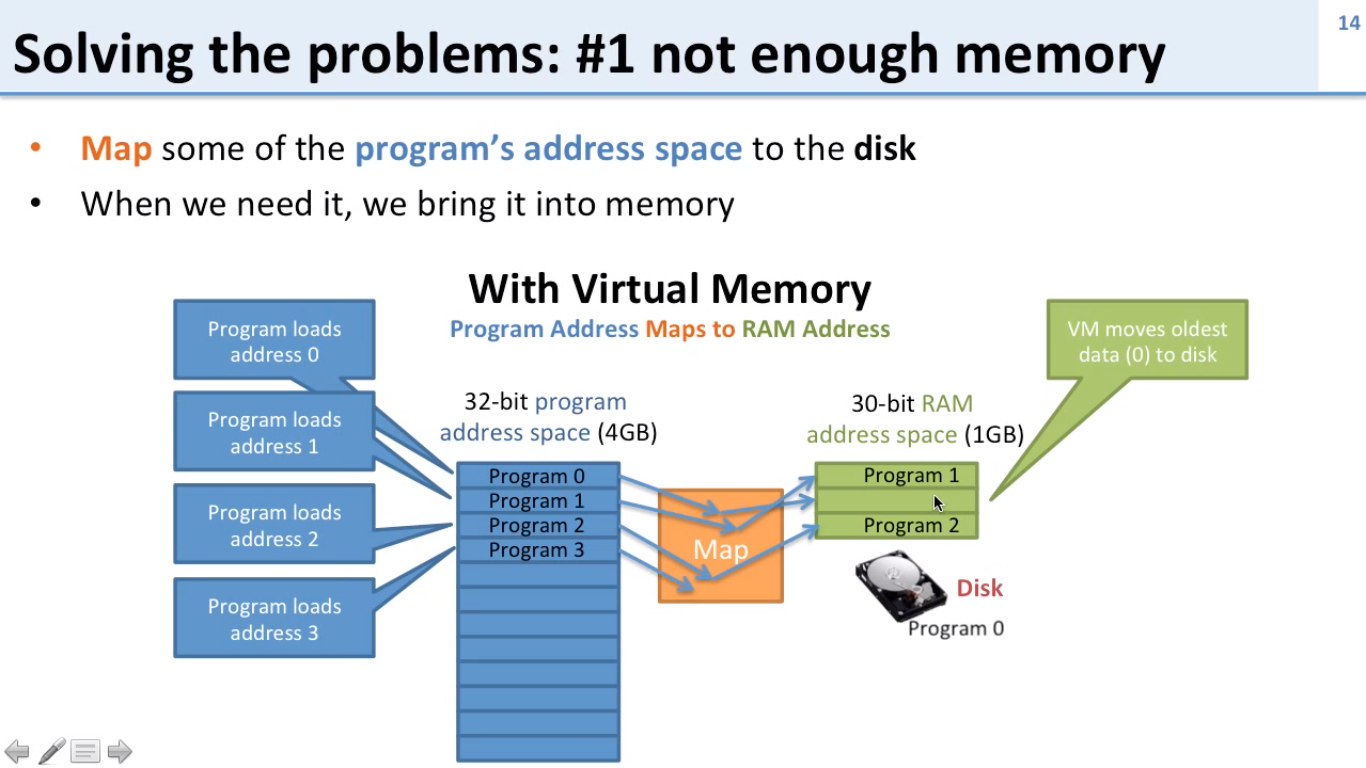 14
Solving the problems: #1 not enough memory
• Map some of the program’s address space to the disk
• When we need it, we bring it into memory
With Virtual Memory
Program Address Maps to RAM Address
Program loads
address 0
Program loads
address 1
Program loads
address 2
Program loads
address 3
32-bit program
address space (4GB)
Program 0
Program 1
Program 2
Program 3
Map
30-bit RAM
address space (1GB)
Program 1
Program 2
VM moves oldest
data (0) to disk
Disk
Program 0